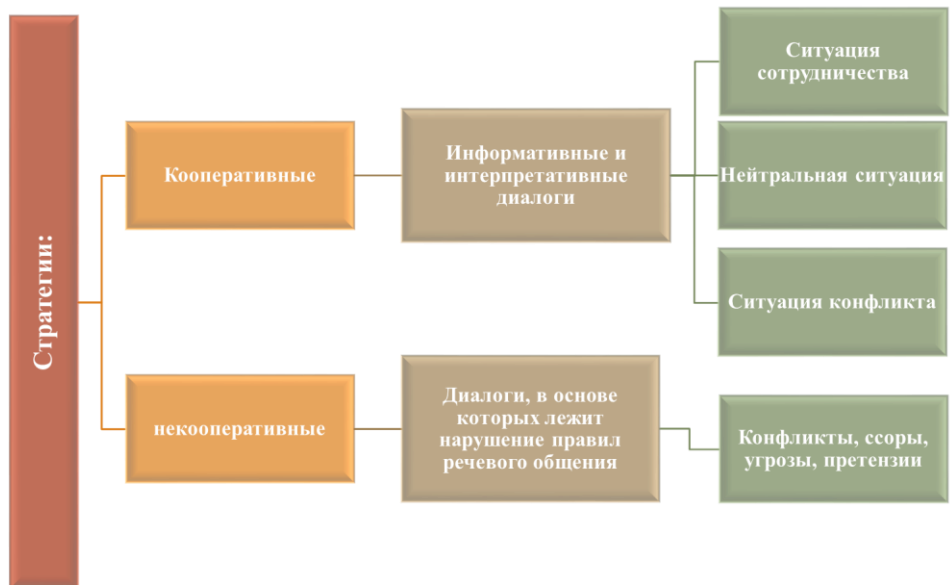 Стратегии:
Кооперативные
Информативные и
интерпретативные
диалоги
Ситуация
сотрудничества
Нейтральная ситуация
Ситуация конфликта
некооперативные
Диалоги, в основе
которых лежит
нарушение правил
речевого общения
Конфликты, ссоры,
угрозы, претензии